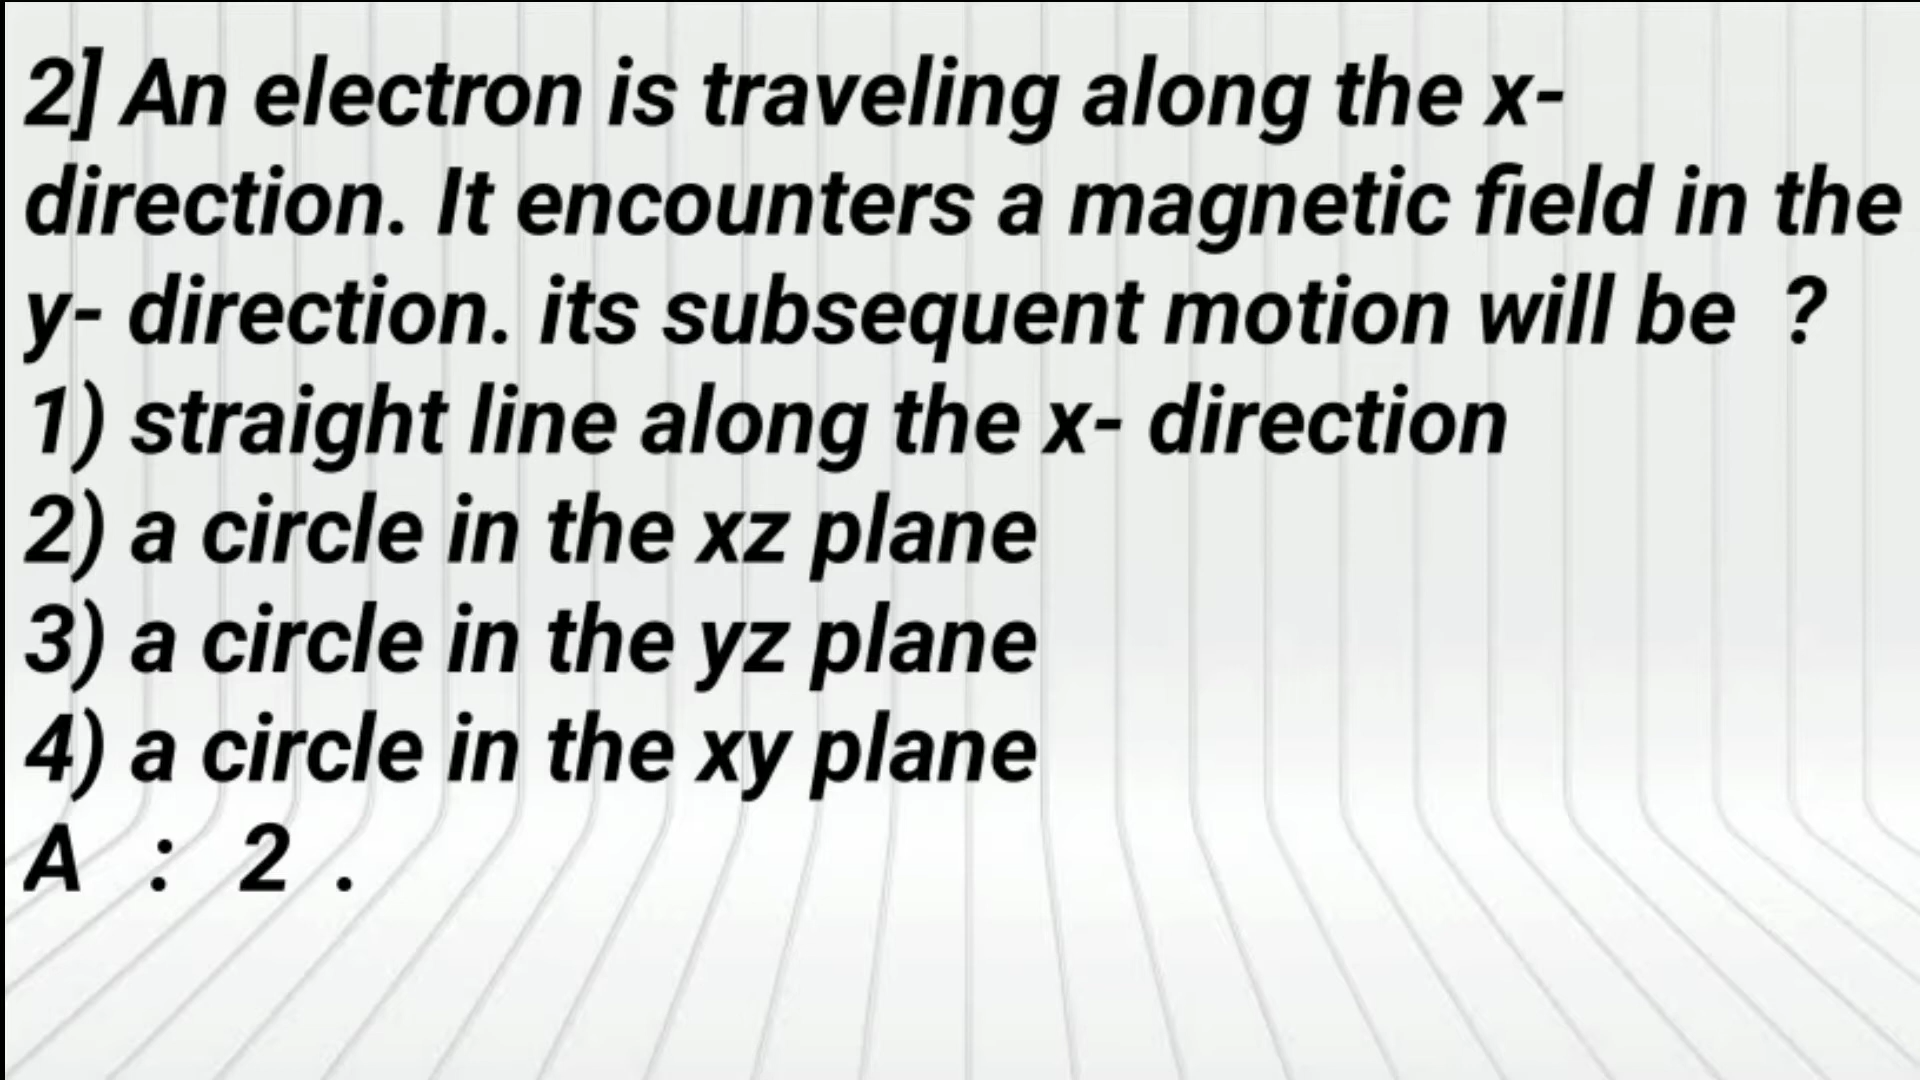 2] An electron is traveling along the x-
direction. It encounters a magnetic field in the
y- direction. its subsequent motion will be ?
1) straight line along the x- direction
2) a circle in the xz plane
3) a circle in the yz plane
4) a circle in the xy plane
A : 2 .